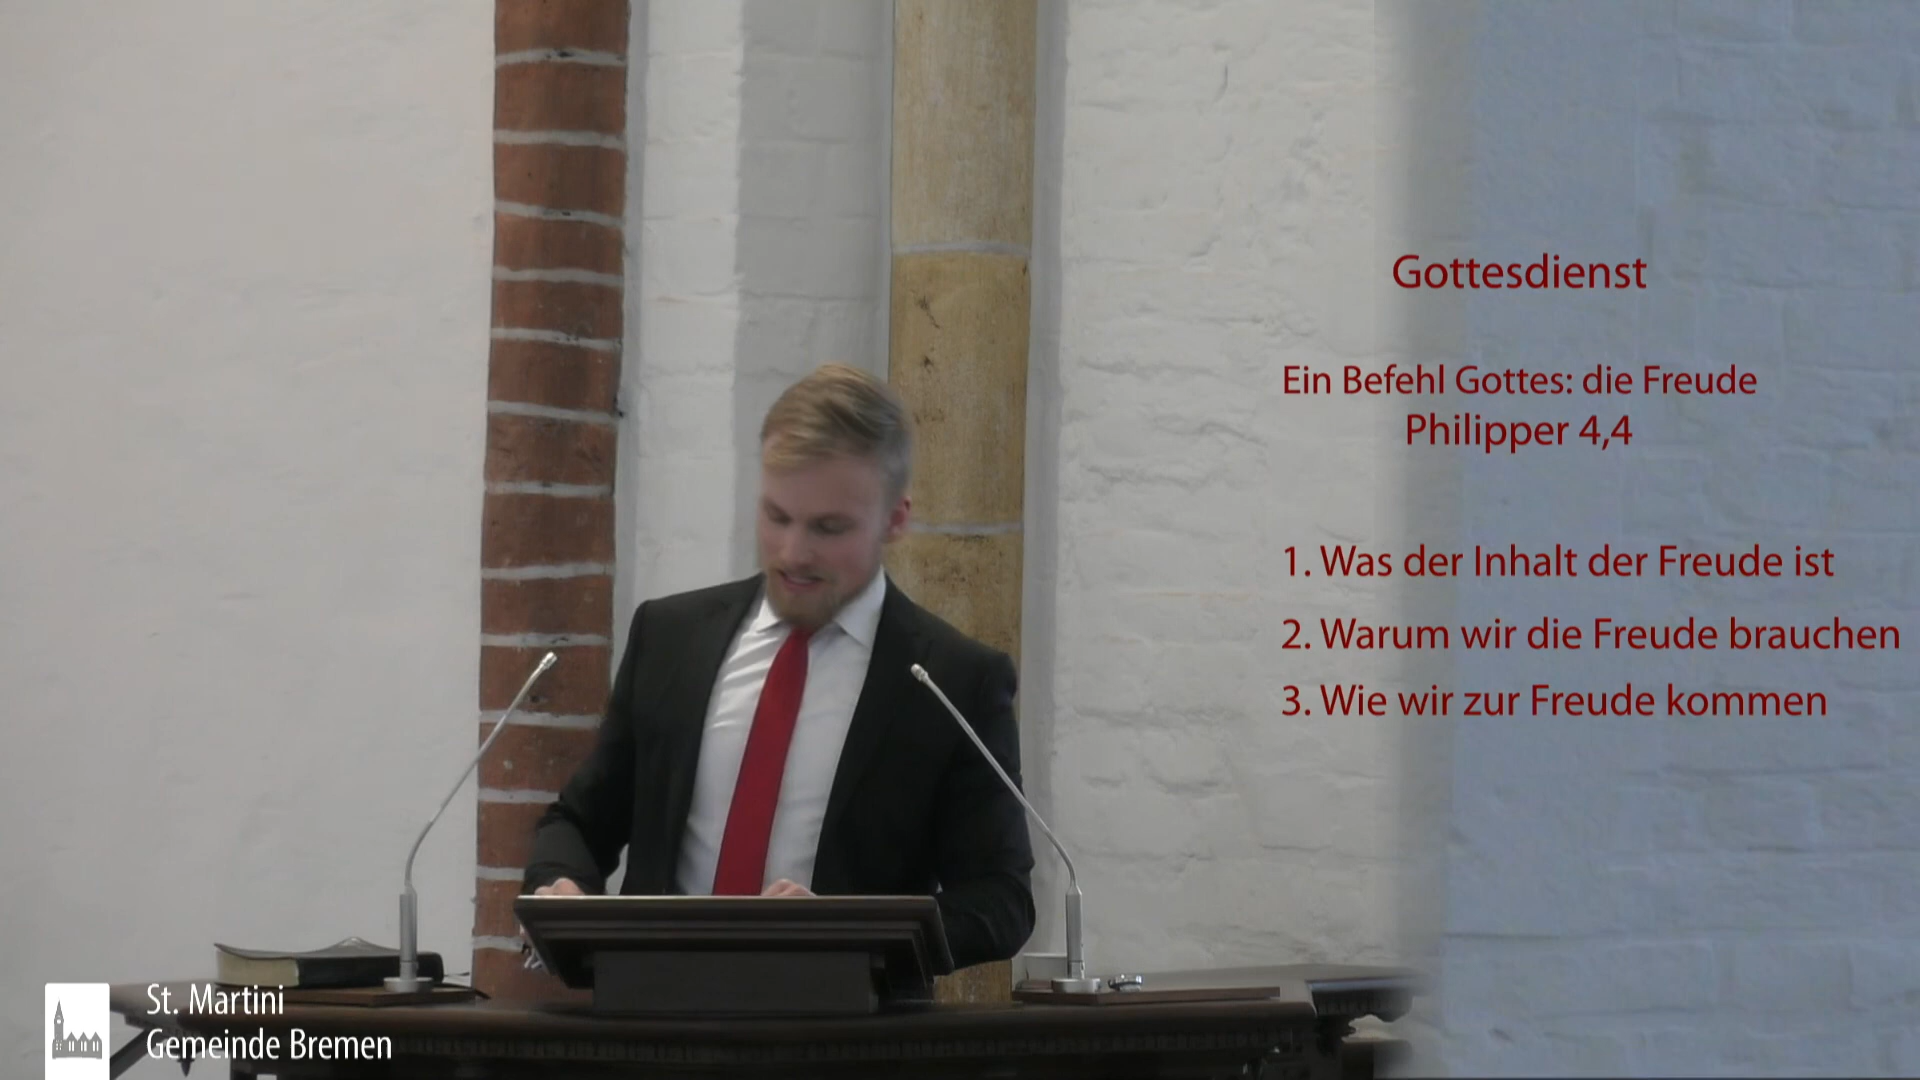 Gottesdienst
Ein Befehl Gottes: die Freude
Philipper 4,4
1. Was der Inhalt der Freude ist
2. Warum wir die Freude brauchen
3. Wie wir zur Freude kommen
St. Martini
Gemeinde Bremen